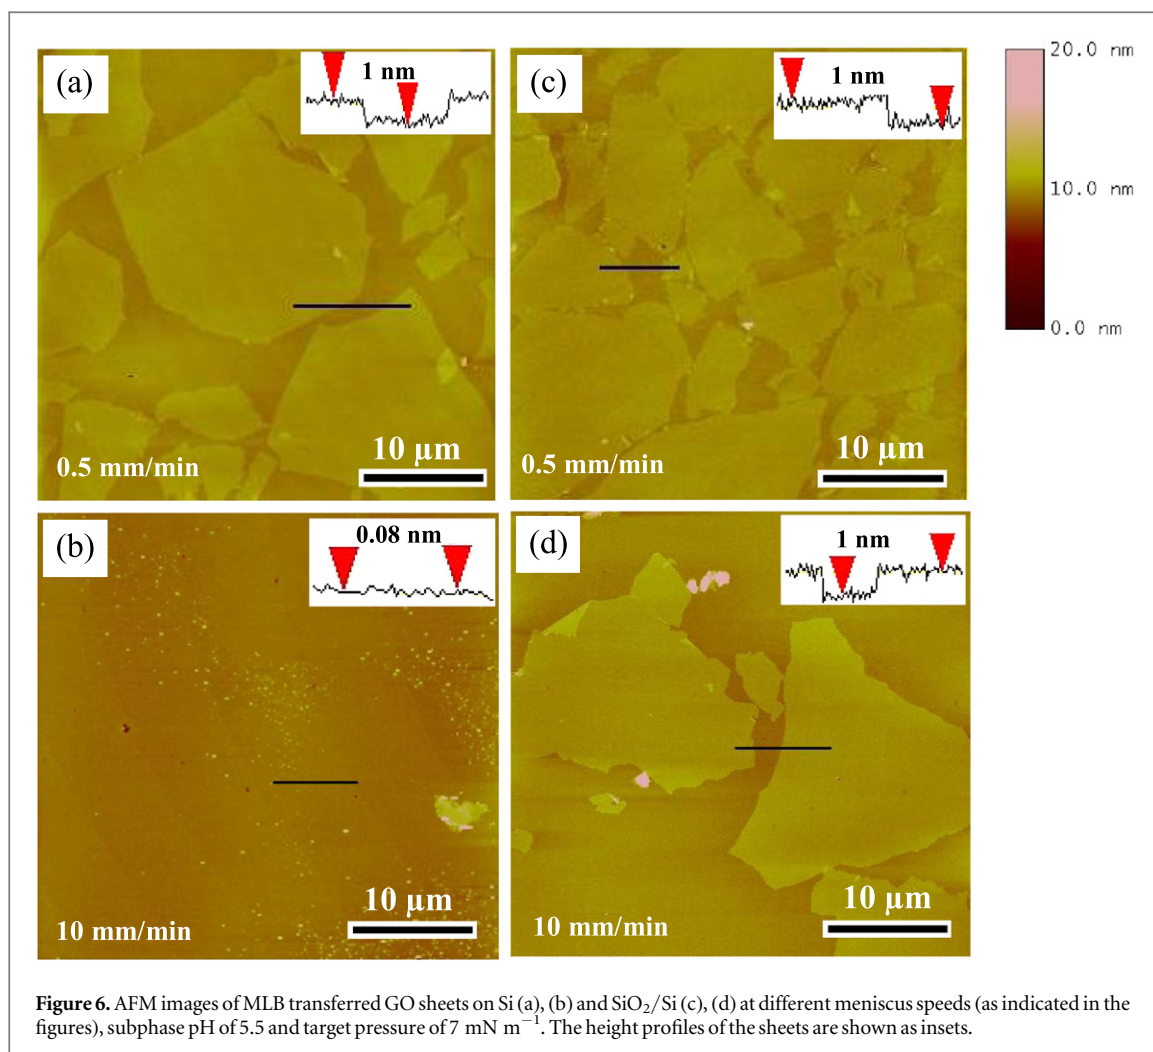 (a)
1 nm
10 µm
0.5 mm/min
(c)
1 nm
10 µm
0.5 mm/min
20.0 nm
10.0 nm
0.0 nm
(b)
0.08 nm
10 µm
10 mm/min
(d)
1 nm
10 µm
10 mm/min
Figure 6. AFM images of MLB transferred GO sheets on Si (a), (b) and SiO₂/Si (c), (d) at different meniscus speeds (as indicated in the
figures), subphase pH of 5.5 and target pressure of 7 mN m⁻¹. The height profiles of the sheets are shown as insets.